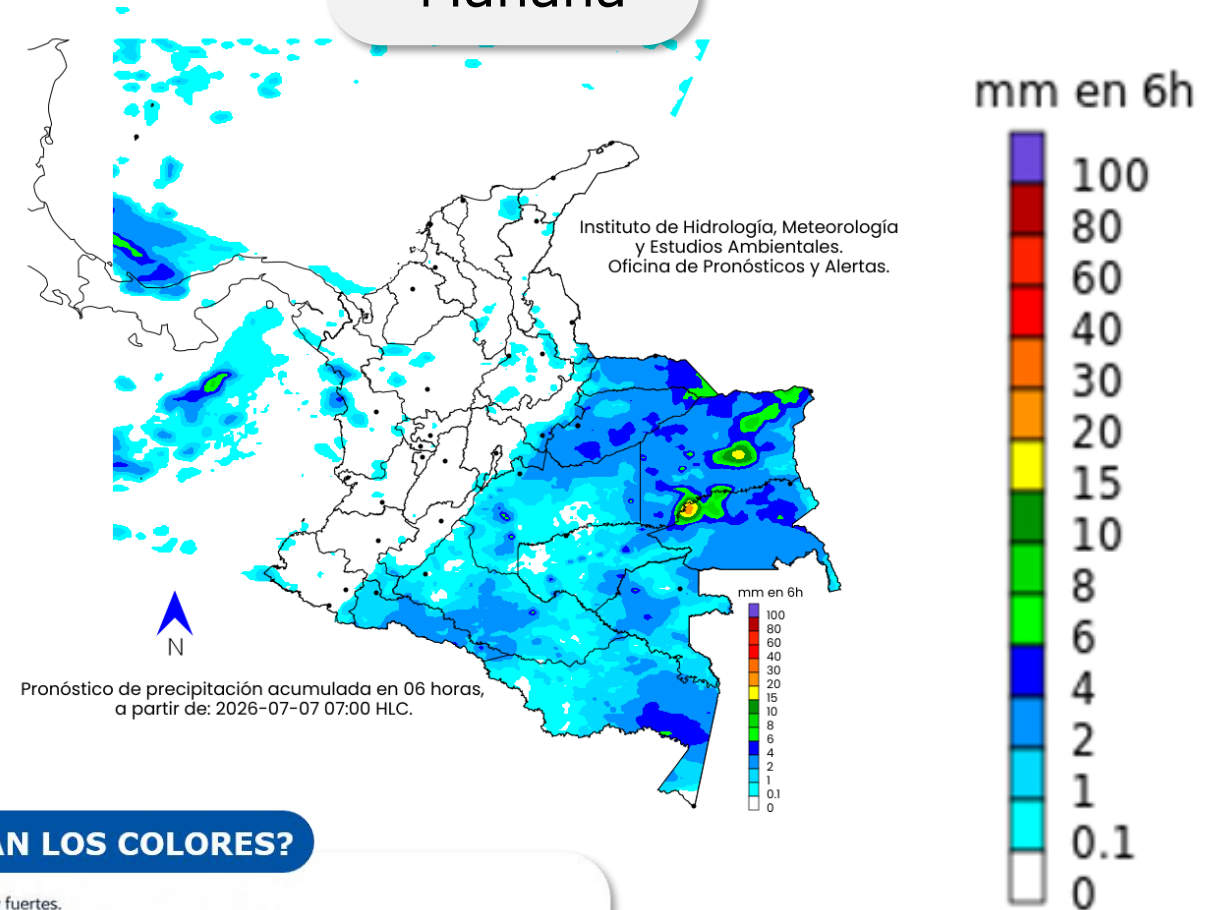 Mañana
mm en 6h
100
80
60
40
30
20
15
10
8
6
4
2
1
0.1
0
Instituto de Hidrología, Meteorología
y Estudios Ambientales.
Oficina de Pronósticos y Alertas.
N
mm en 6h
100
80
60
40
30
20
15
10
8
6
4
2
1
0.1
0
Pronóstico de precipitación acumulada en 06 horas,
a partir de: 2026-07-07 07:00 HLC.
AN LOS COLORES?
fuertes.